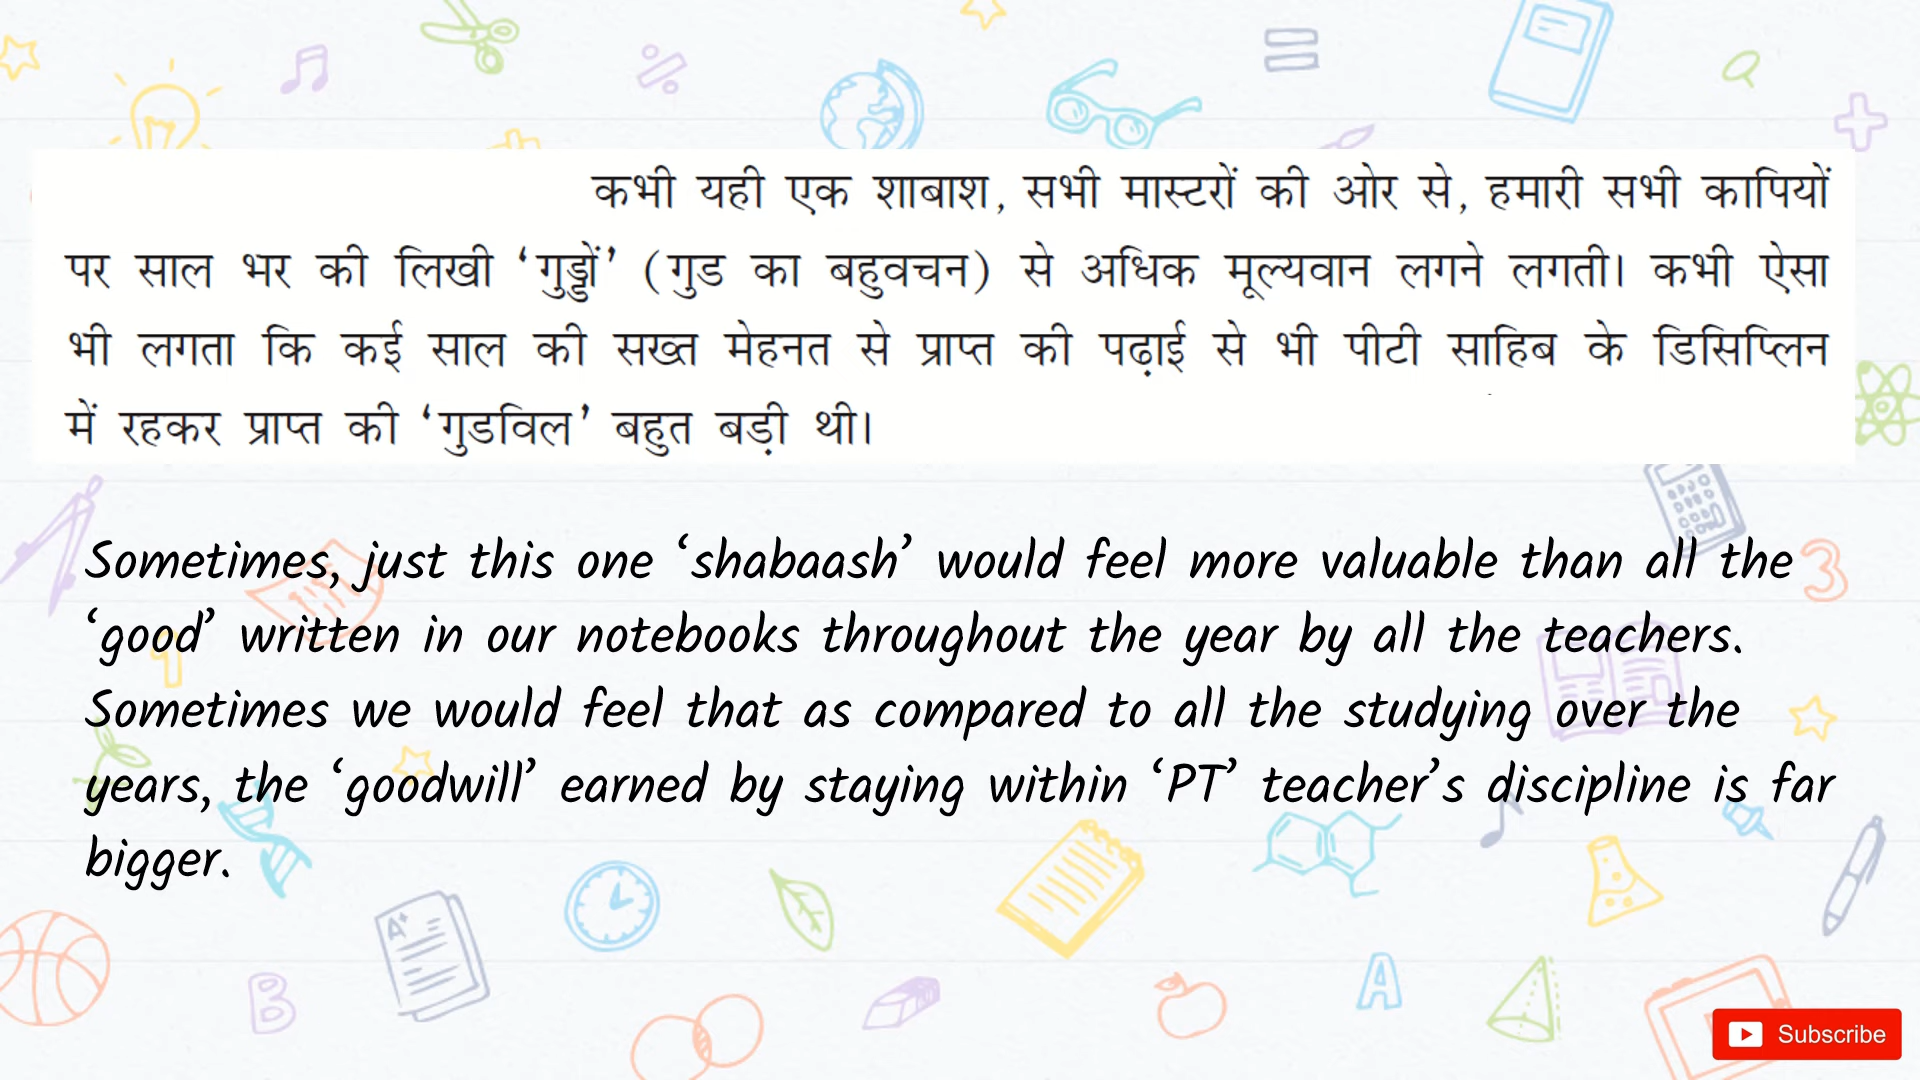 कभी यही एक शाबाश, सभी मास्टरों की ओर से, हमारी सभी कापियों
पर साल भर की लिखी ‘गुड्डों’ (गुड का बहुवचन) से अधिक मूल्यवान लगने लगती। कभी ऐसा
भी लगता कि कई साल की सख्त मेहनत से प्राप्त की पढ़ाई से भी पीटी साहिब के डिसिप्लिन
में रहकर प्राप्त की ‘गुडविल’ बहुत बड़ी थी।
Sometimes, just this one ‘shabaash’ would feel more valuable than all the
‘good’ written in our notebooks throughout the year by all the teachers.
Sometimes we would feel that as compared to all the studying over the
years, the ‘goodwill’ earned by staying within ‘PT’ teacher’s discipline is far
bigger.
3
1
A+
B
A
Subscribe